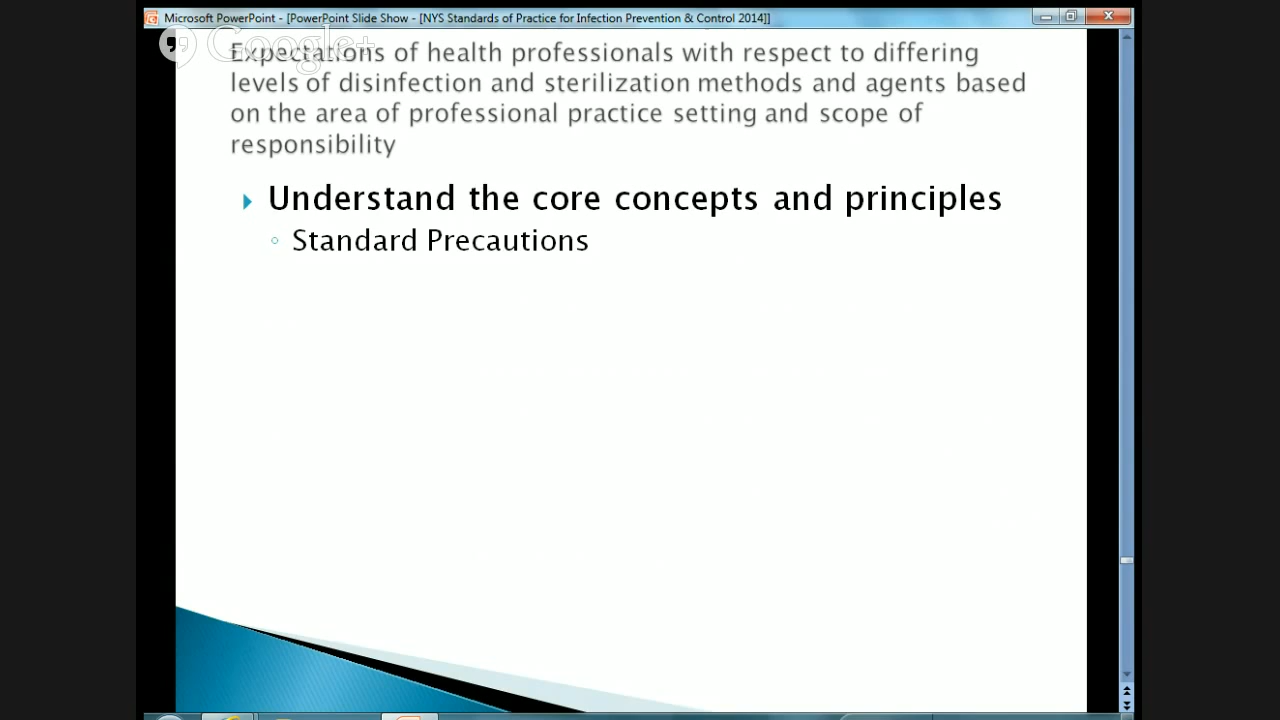 Microsoft PowerPoint - [PowerPoint Slide Show - [NYS Standards of Practice for Infection Prevention & Control 2014]]
Google+
Expectations of health professionals with respect to differing
levels of disinfection and sterilization methods and agents based
on the area of professional practice setting and scope of
responsibility
Understand the core concepts and principles
Standard Precautions